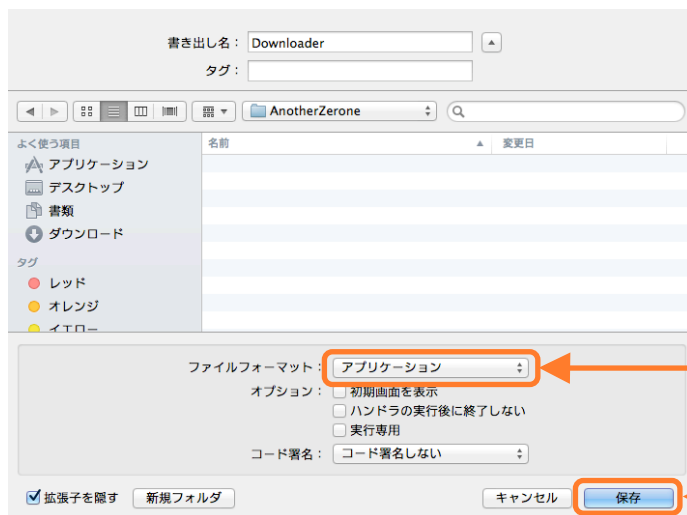 書き出し名： Downloader
タグ：
AnotherZerone
よく使う項目
名前
変更日
アプリケーション
デスクトップ
書類
ダウンロード
タグ
レッド
オレンジ
イエロー
ファイルフォーマット： アプリケーション
オプション： 初期画面を表示
ハンドラの実行後に終了しない
実行専用
コード署名： コード署名しない
拡張子を隠す 新規フォルダ キャンセル 保存